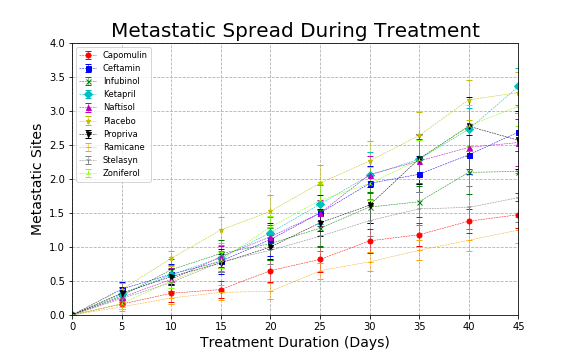 Metastatic Spread During Treatment
Metastatic Sites
4.0
3.5
3.0
2.5
2.0
1.5
1.0
0.5
0.0
Capomulin
Ceftamin
Infubinol
Ketapril
Naftisol
Placebo
Propriva
Ramicane
Stelasyn
Zoniferol
0 5 10 15 20 25 30 35 40 45
Treatment Duration (Days)